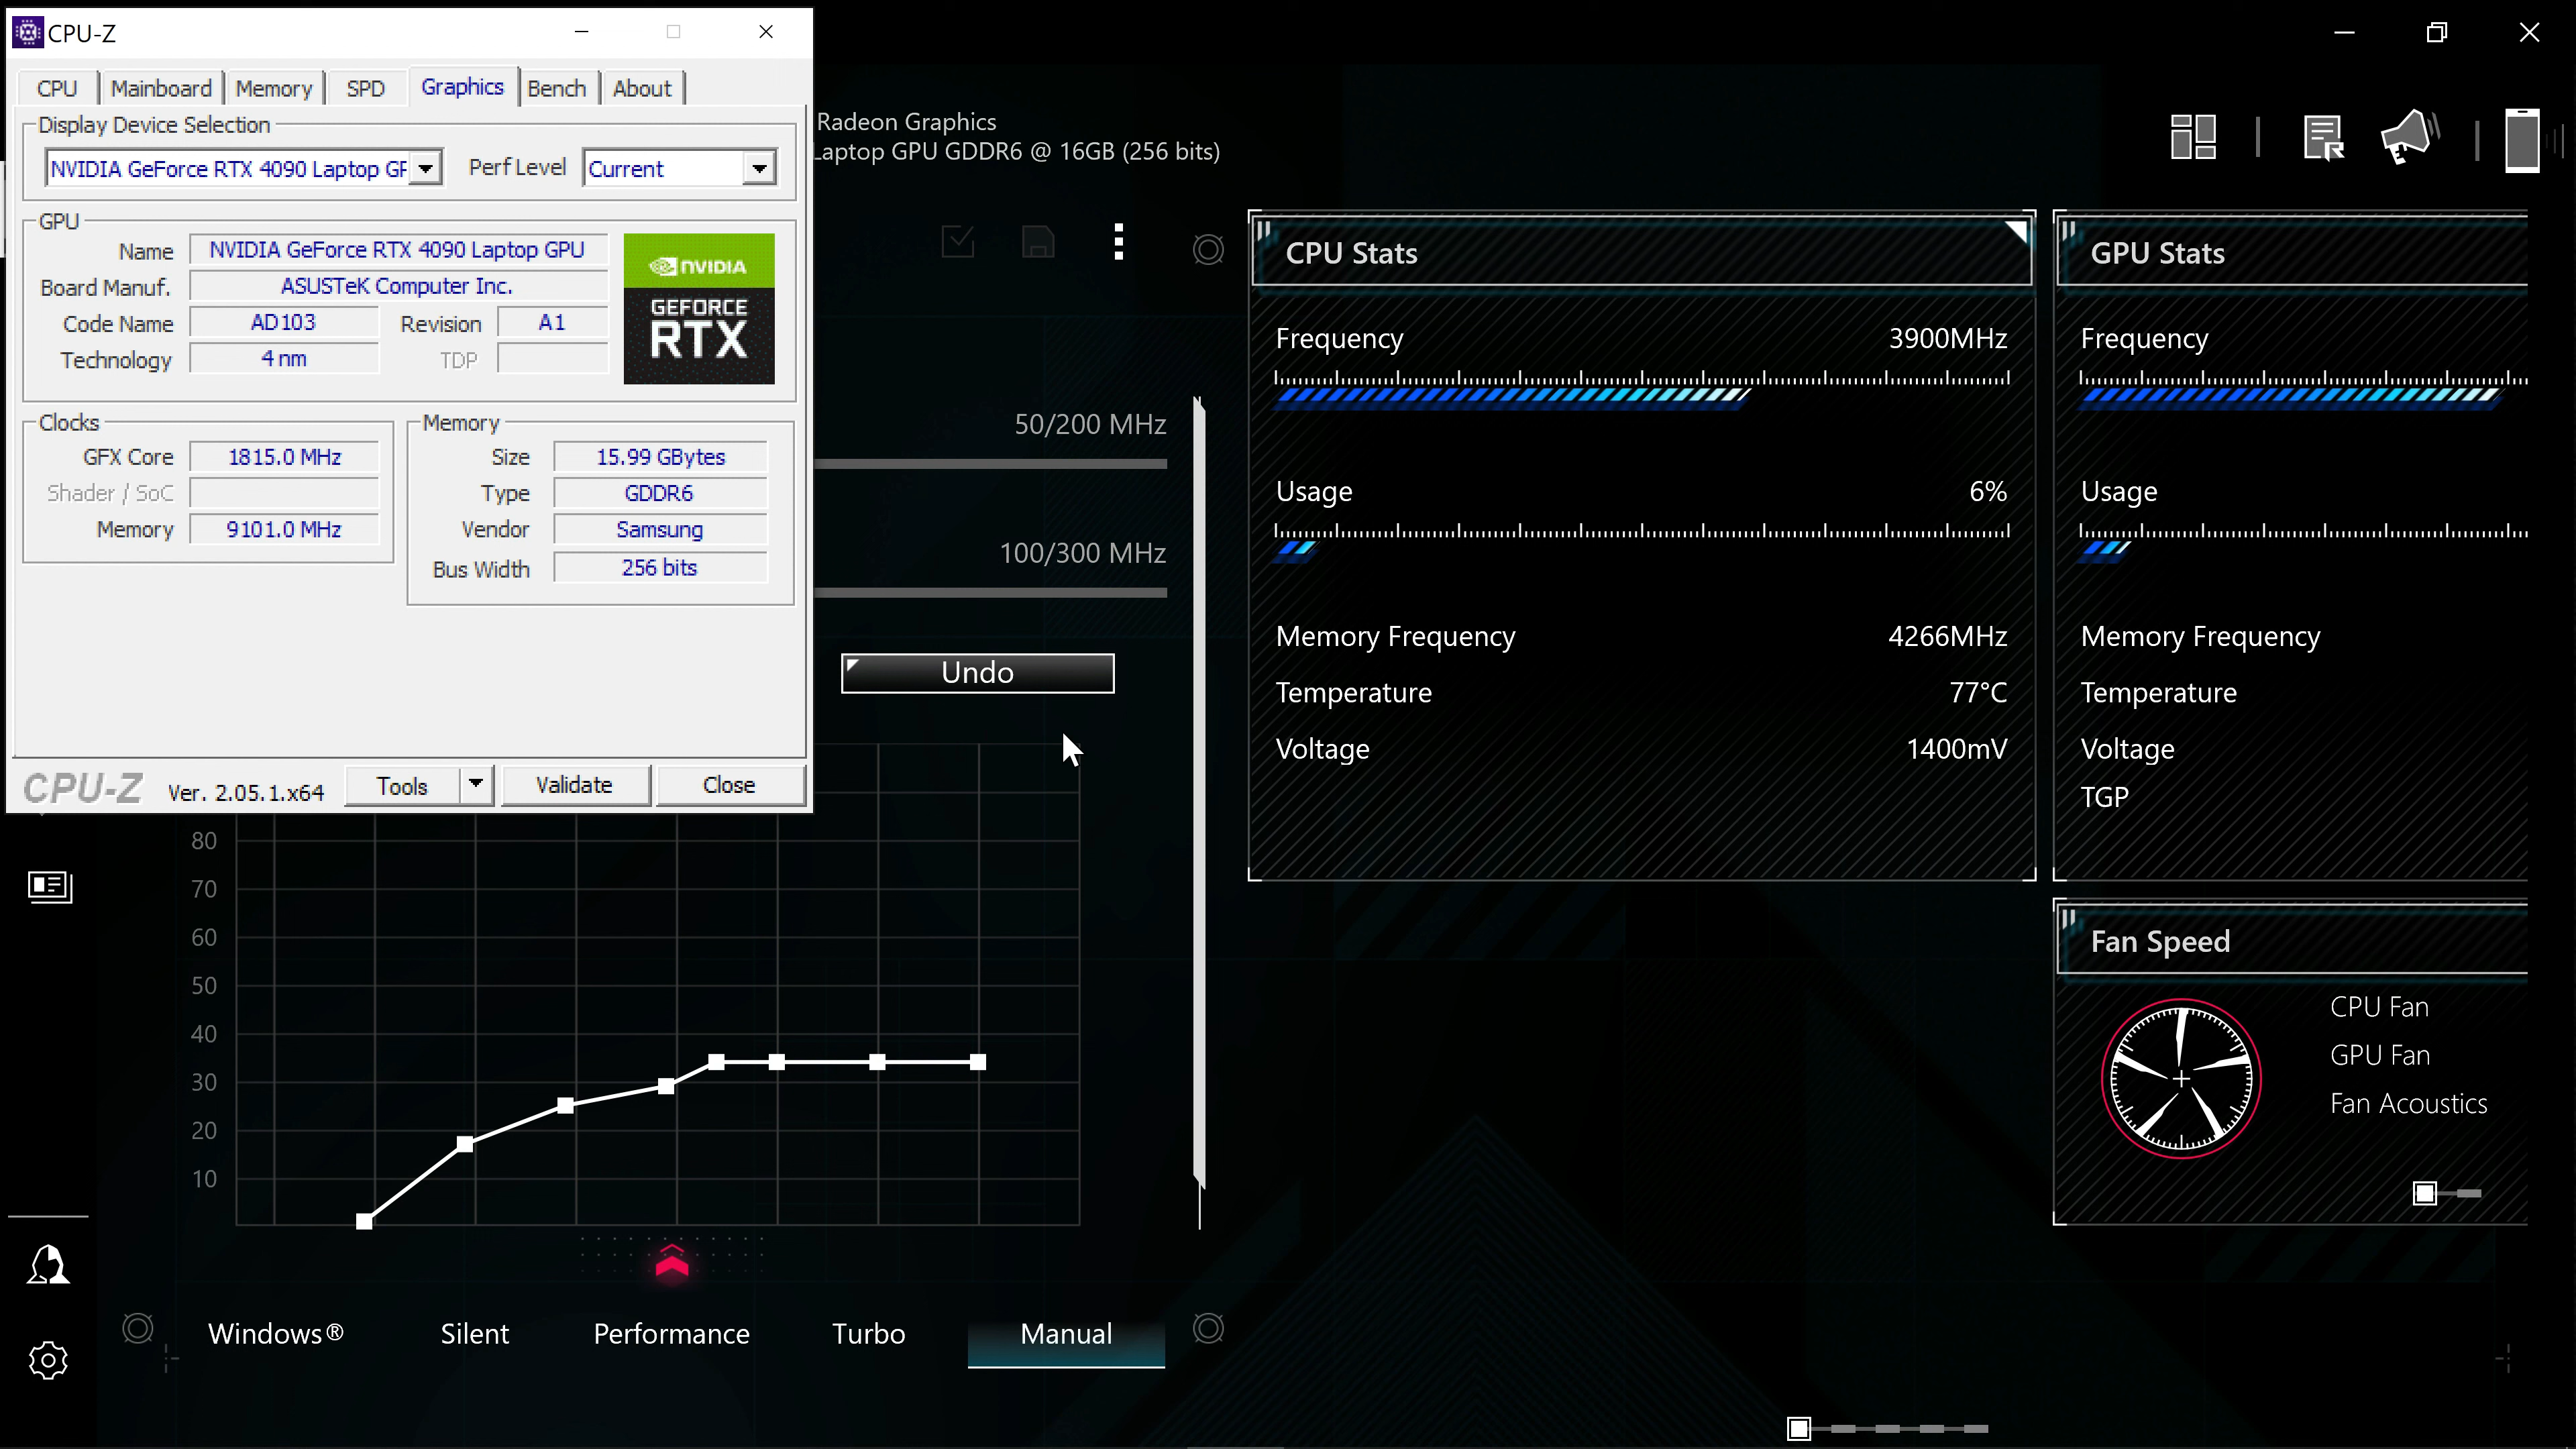 CPU-Z
CPU
Mainboard
Memory
SPD
Graphics
Bench
About
Display Device Selection
NVIDIA GeForce RTX 4090 Laptop GF
Perf Level
Current
GPU
Name
NVIDIA GeForce RTX 4090 Laptop GPU
Board Manuf.
ASUSTeK Computer Inc.
Code Name
AD103
Revision
A1
Technology
4 nm
TDP
NVIDIA
GEFORCE
RTX
Clocks
GFX Core
1815.0 MHz
Shader / SoC
Memory
9101.0 MHz
Memory
Size
15.99 GBytes
Type
GDDR6
Vendor
Samsung
Bus Width
256 bits
CPU-Z
Ver. 2.05.1.x64
Tools
Validate
Close
Radeon Graphics
Laptop GPU GDDR6 @ 16GB (256 bits)
50/200 MHz
100/300 MHz
Undo
80
70
60
50
40
30
20
10
Windows®
Silent
Performance
Turbo
Manual
CPU Stats
Frequency
3900MHz
Usage
6%
Memory Frequency
4266MHz
Temperature
77°C
Voltage
1400mV
GPU Stats
Frequency
Usage
Memory Frequency
Temperature
Voltage
TGP
Fan Speed
CPU Fan
GPU Fan
Fan Acoustics